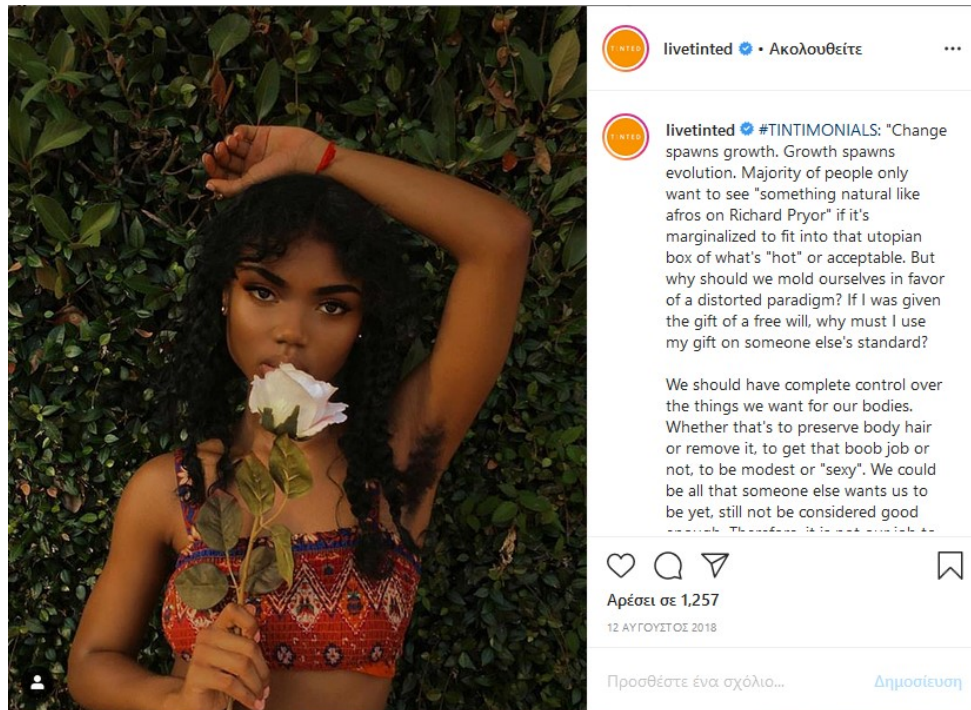 TINTED
livetinted • Ακολουθείτε
TINTED
livetinted #TINTIMONIALS: "Change
spawns growth. Growth spawns
evolution. Majority of people only
want to see "something natural like
afros on Richard Pryor" if it's
marginalized to fit into that utopian
box of what's "hot" or acceptable. But
why should we mold ourselves in favor
of a distorted paradigm? If I was given
the gift of a free will, why must I use
my gift on someone else's standard?
We should have complete control over
the things we want for our bodies.
Whether that's to preserve body hair
or remove it, to get that boob job or
not, to be modest or "sexy". We could
be all that someone else wants us to
be yet, still not be considered good
Αρέσει σε 1,257
12 ΑΥΓΟΥΣΤΟΣ 2018
Προσθέστε ένα σχόλιο...
Δημοσίευση